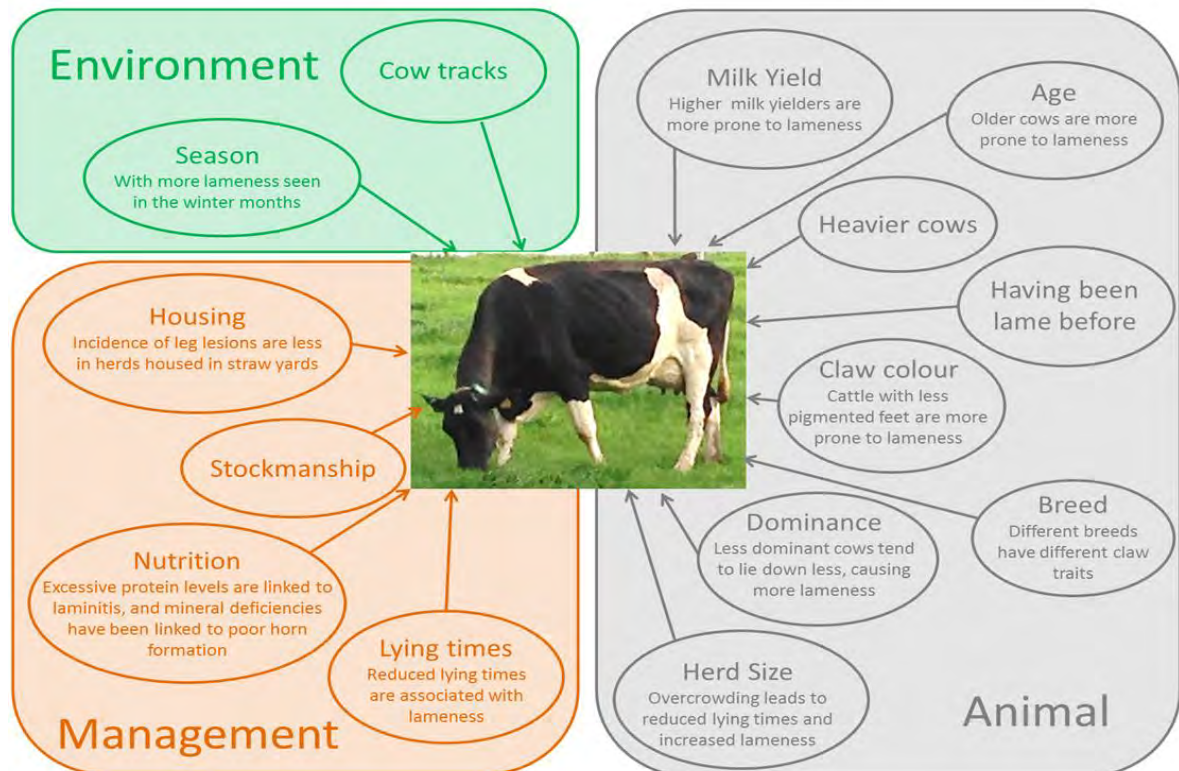 Environment
Cow tracks
Season
With more lameness seen
in the winter months
Housing
Incidence of leg lesions are less
in herds housed in straw yards
Stockmanship
Nutrition
Excessive protein levels are linked to
laminitis, and mineral deficiencies
have been linked to poor horn
formation
Lying times
Reduced lying times
are associated with
lameness
Management
Milk Yield
Higher milk yielders are
more prone to lameness
Age
Older cows are more
prone to lameness
Heavier cows
Having been
lame before
Claw colour
Cattle with less
pigmented feet are more
prone to lameness
Breed
Different breeds
have different claw
traits
Dominance
Less dominant cows tend
to lie down less, causing
more lameness
Herd Size
Overcrowding leads to
reduced lying times and
increased lameness
Animal